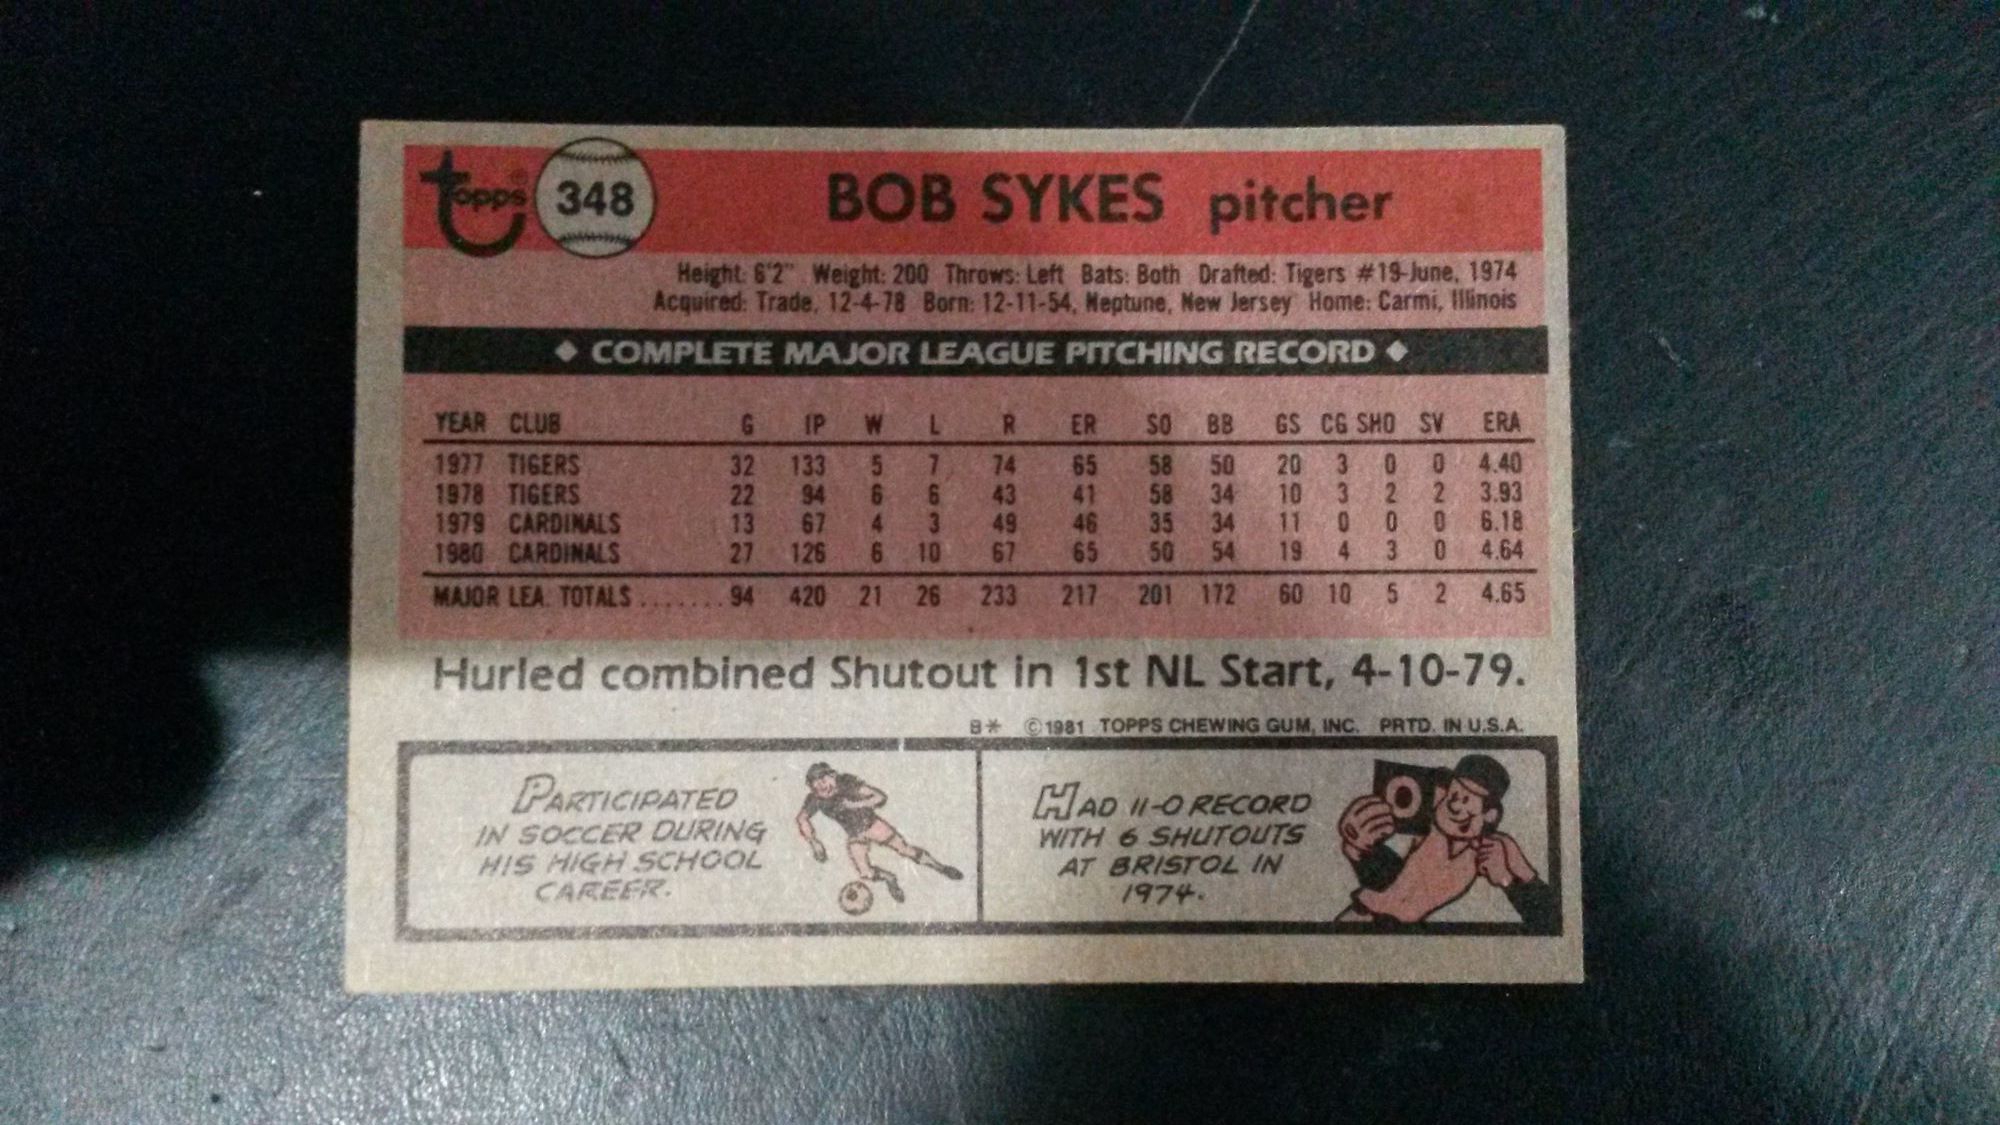 topps® 348 BOB SYKES pitcher
Height: 6'2" Weight: 200 Throws: Left Bats: Both Drafted: Tigers #19-June, 1974
Acquired: Trade, 12-4-78 Born: 12-11-54, Neptune, New Jersey Home: Carmi, Illinois
◆ COMPLETE MAJOR LEAGUE PITCHING RECORD ◆
YEAR CLUB G IP W L R ER SO BB GS CG SHO SV ERA
1977 TIGERS 32 133 5 7 74 65 58 50 20 3 0 0 4.40
1978 TIGERS 22 94 6 6 43 41 58 34 10 3 2 2 3.93
1979 CARDINALS 13 67 4 3 49 46 35 34 11 0 0 0 6.18
1980 CARDINALS 27 126 6 10 67 65 50 54 19 4 3 0 4.64
MAJOR LEA. TOTALS ....... 94 420 21 26 233 217 201 172 60 10 5 2 4.65
Hurled combined Shutout in 1st NL Start, 4-10-79.
B* ©1981 TOPPS CHEWING GUM, INC. PRTD. IN U.S.A.
PARTICIPATED
IN SOCCER DURING
HIS HIGH SCHOOL
CAREER.
HAD 11-0 RECORD
WITH 6 SHUTOUTS
AT BRISTOL IN
1974.